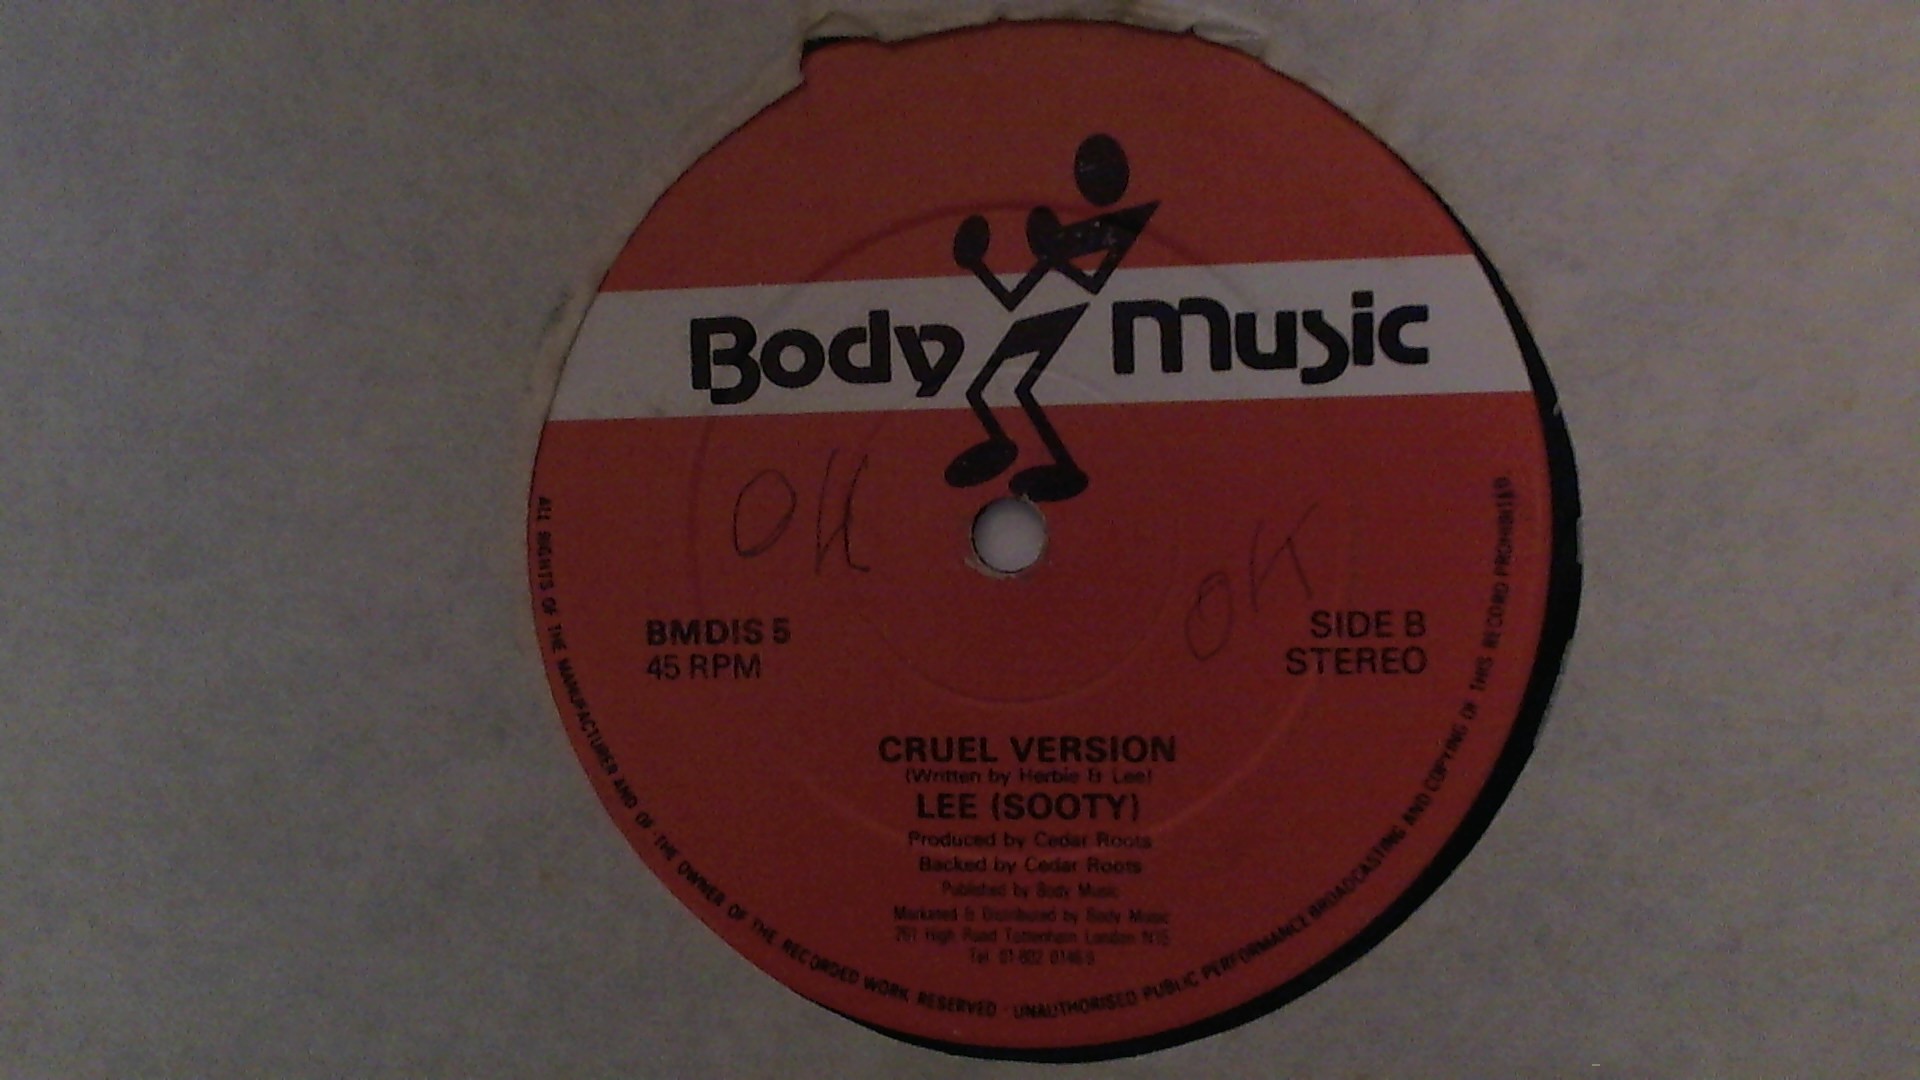 Body Music
OK
OK
BMDIS 5
45 RPM
SIDE B
STEREO
CRUEL VERSION
(Written by Herbie & Lee)
LEE (SOOTY)
Produced by Cedar Roots
Backed by Cedar Roots
Published by Body Music
Marketed & Distributed by Body Music
261 High Road Tottenham London N15
Tel 01-802
ALL RIGHTS OF THE MANUFACTURER AND OF THE OWNER OF THE RECORDED WORK RESERVED · UNAUTHORISED PUBLIC PERFORMANCE BROADCASTING AND COPYING OF THIS RECORD PROHIBITED